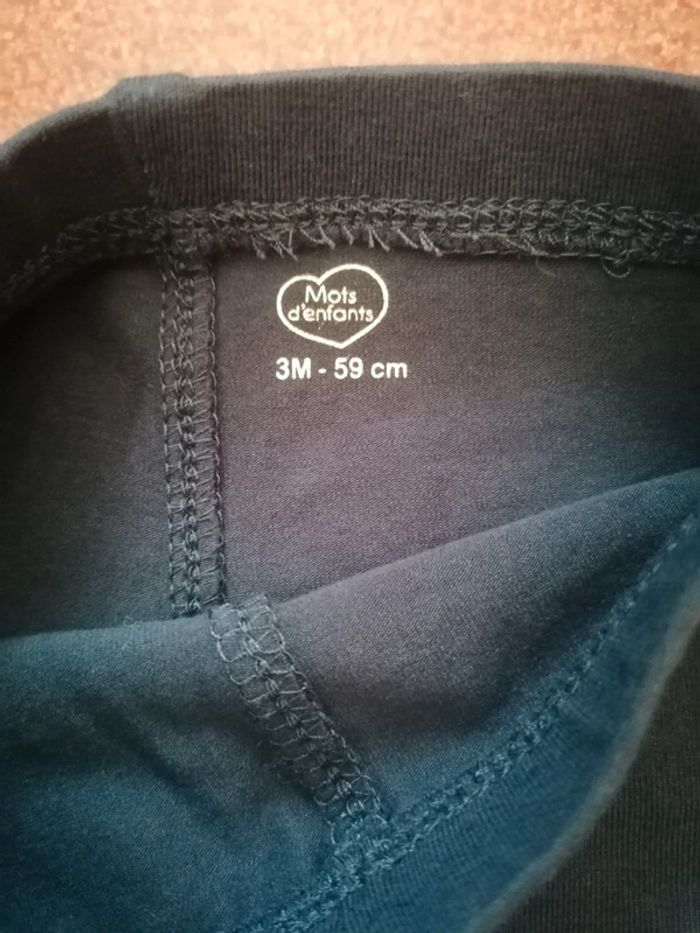 Mots
d'enfants
3M - 59 cm